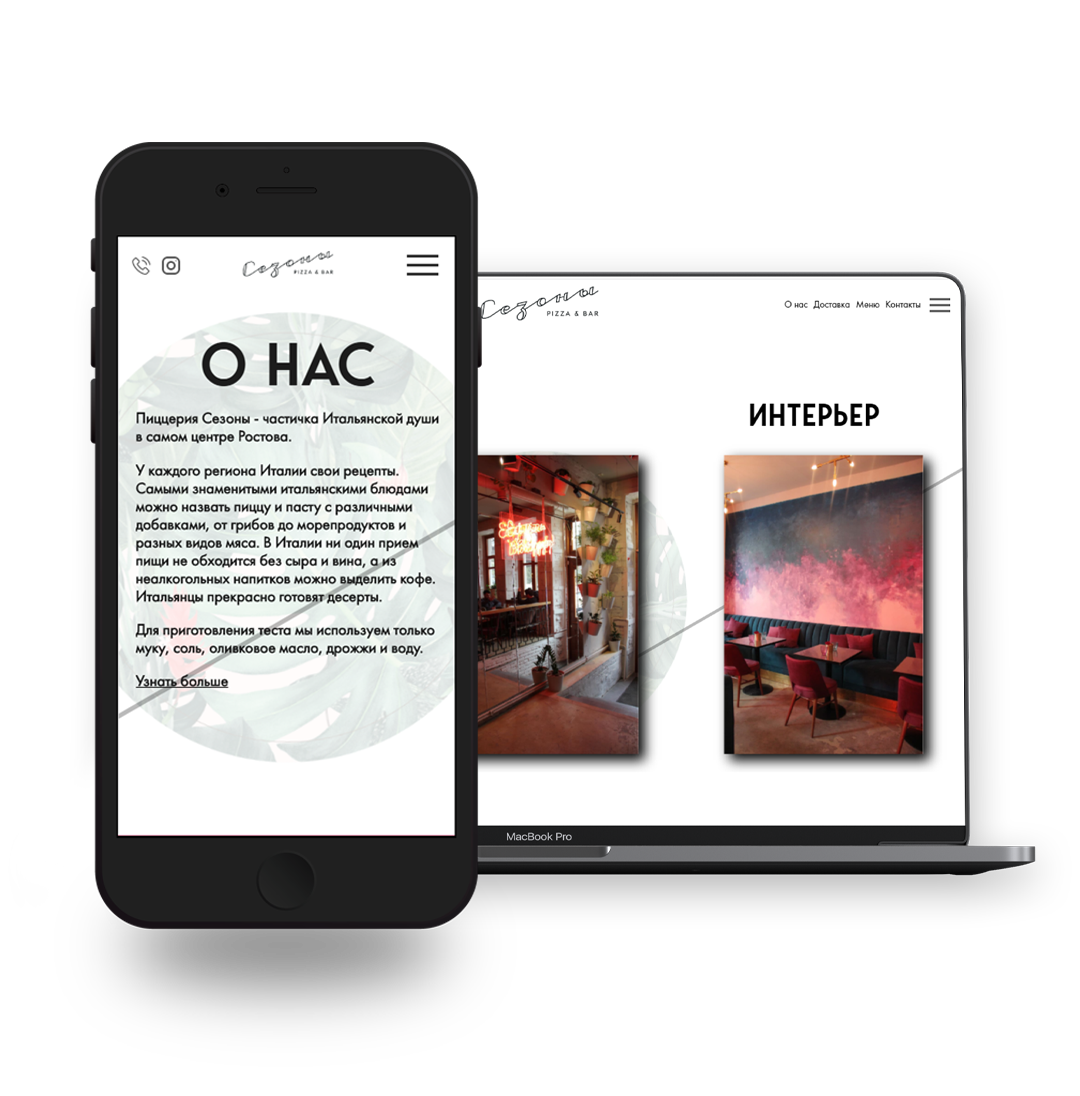 Сезоны
PIZZA & BAR
О НАС
Пиццерия Сезоны - частичка Итальянской души
в самом центре Ростова.
У каждого региона Италии свои рецепты.
Самыми знаменитыми итальянскими блюдами
можно назвать пиццу и пасту с различными
добавками, от грибов до морепродуктов и
разных видов мяса. В Италии ни один прием
пищи не обходится без сыра и вина, а из
неалкогольных напитков можно выделить кофе.
Итальянцы прекрасно готовят десерты.
Для приготовления теста мы используем только
муку, соль, оливковое масло, дрожжи и воду.
Узнать больше
Сезоны
PIZZA & BAR
О нас Доставка Меню Контакты
ИНТЕРЬЕР
MacBook Pro